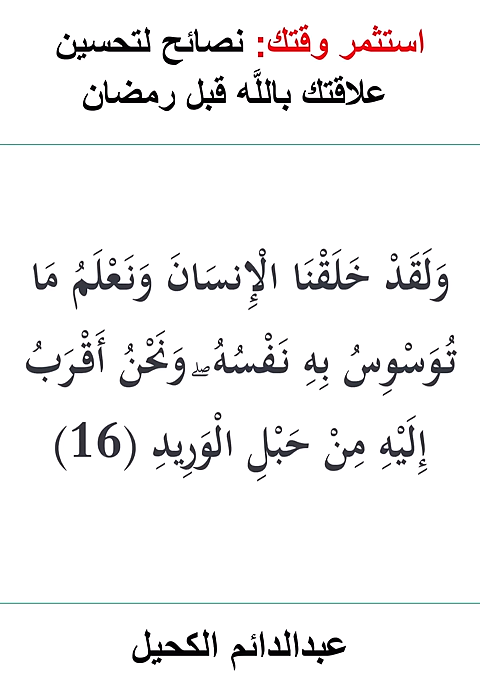 استثمر وقتك: نصائح لتحسين
علاقتك باللَّه قبل رمضان
وَلَقَدْ خَلَقْنَا الْإِنسَانَ وَنَعْلَمُ مَا
تُوَسْوِسُ بِهِ نَفْسُهُ ۖ وَنَحْنُ أَقْرَبُ
إِلَيْهِ مِنْ حَبْلِ الْوَرِيدِ (16)
عبدالدائم الكحيل